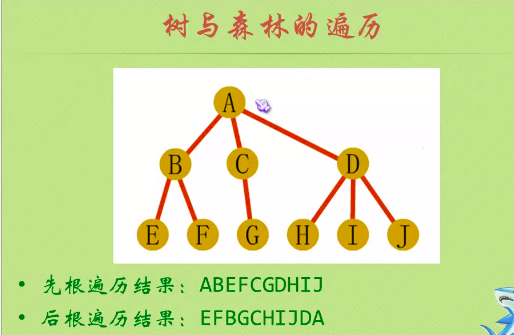 树与森林的遍历
A
B C D
E F G H I J
• 先根遍历结果：ABEFCGDHIJ
• 后根遍历结果：EFBGCHIJDA